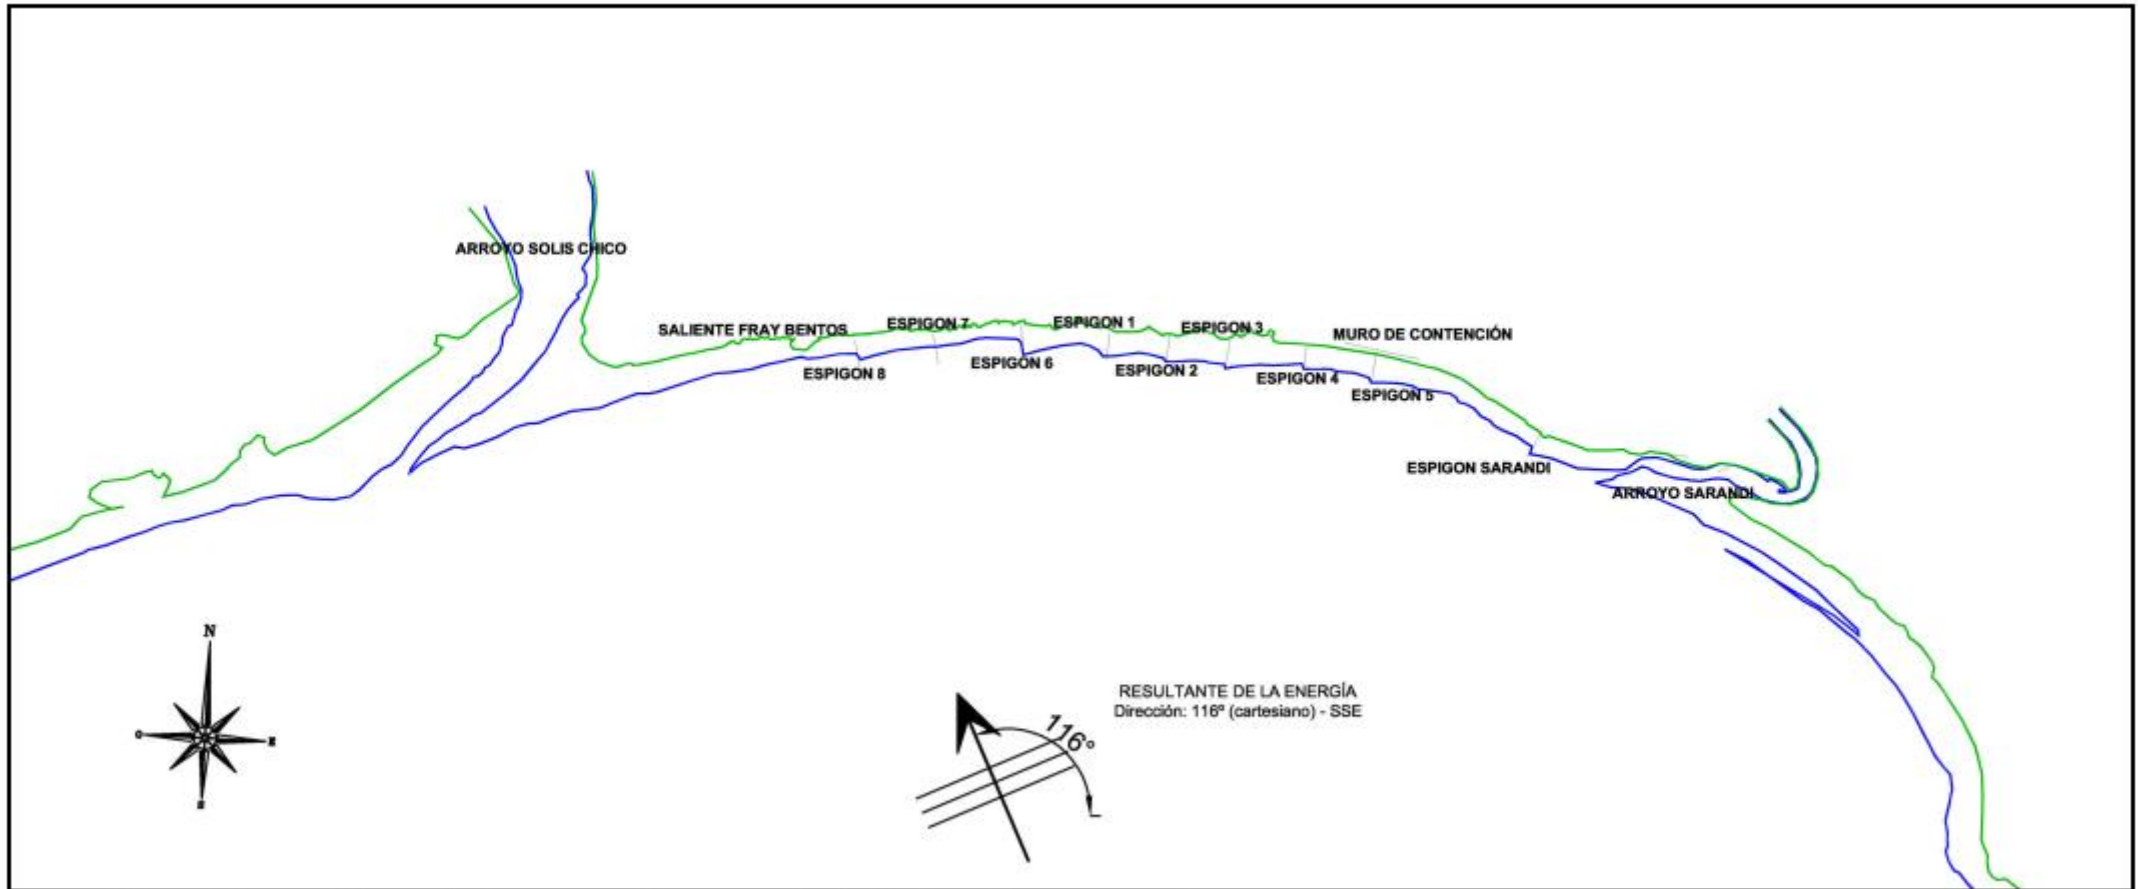 ARROYO SOLIS CHICO
SALIENTE FRAY BENTOS
ESPIGON 7
ESPIGON 1
ESPIGON 3
MURO DE CONTENCIÓN
ESPIGON 8
ESPIGON 6
ESPIGON 2
ESPIGON 4
ESPIGON 5
ESPIGON SARANDI
ARROYO SARANDI
N
O
E
S
RESULTANTE DE LA ENERGÍA
Dirección: 116º (cartesiano) - SSE
116°